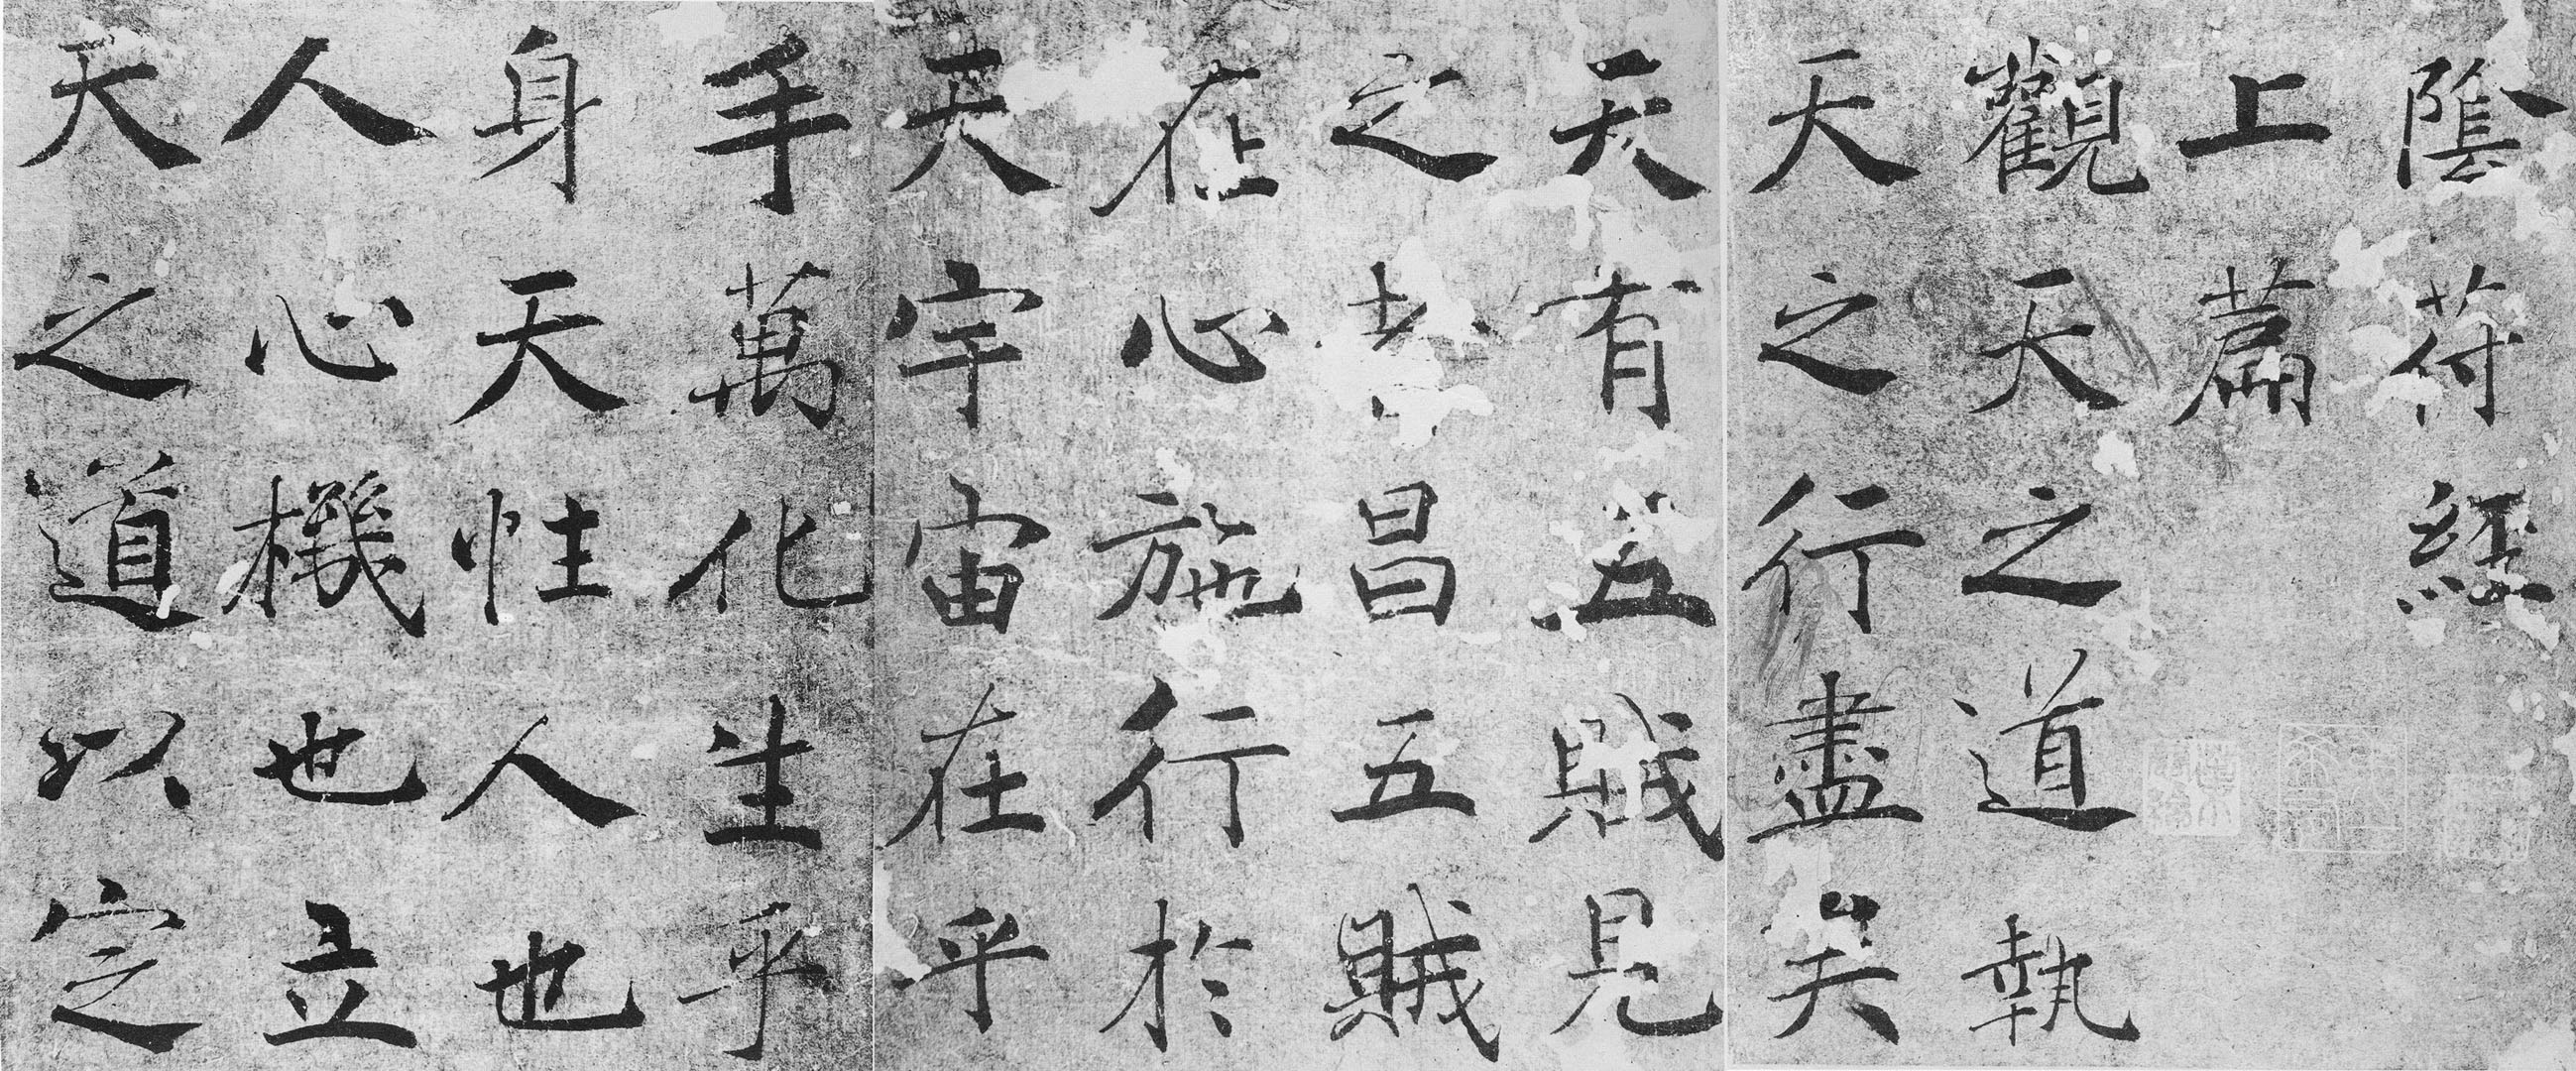 陰符經
上篇
觀天之道執
天之行盡矣
天有五賊見
之者昌五賊
在心施行於
天宇宙在乎
手萬化生乎
身天性人也
人心機也立
天之道以定